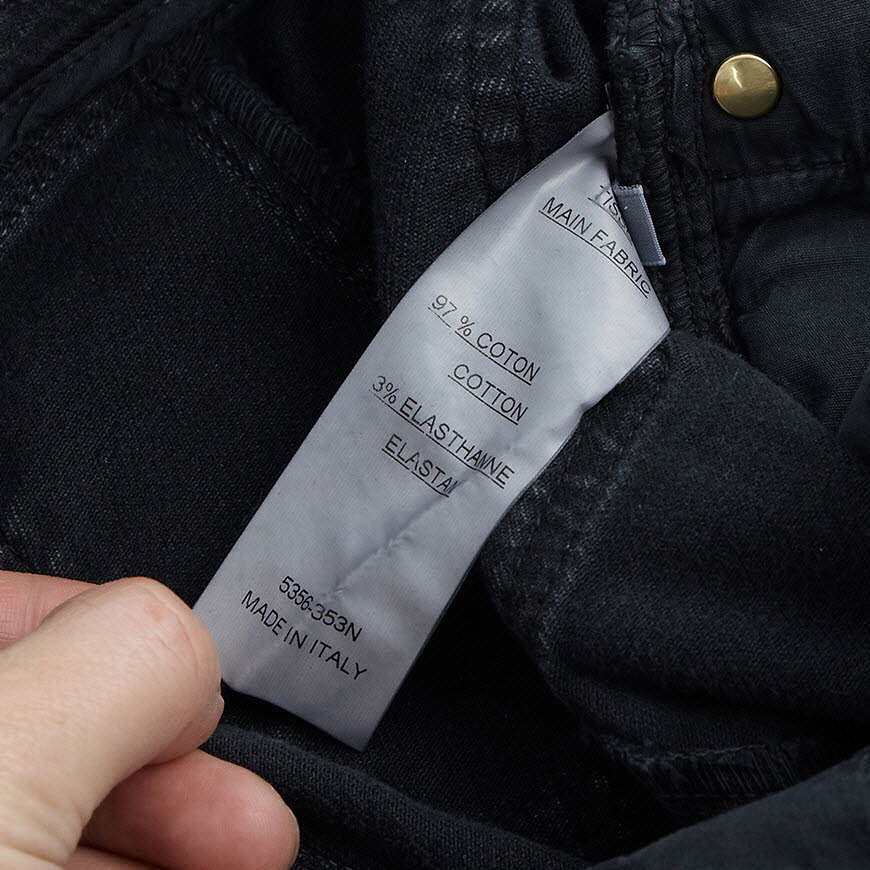 MAIN FABRIC
97 % COTON
COTTON
3% ELASTHANNE
5356-353N
MADE IN ITALY